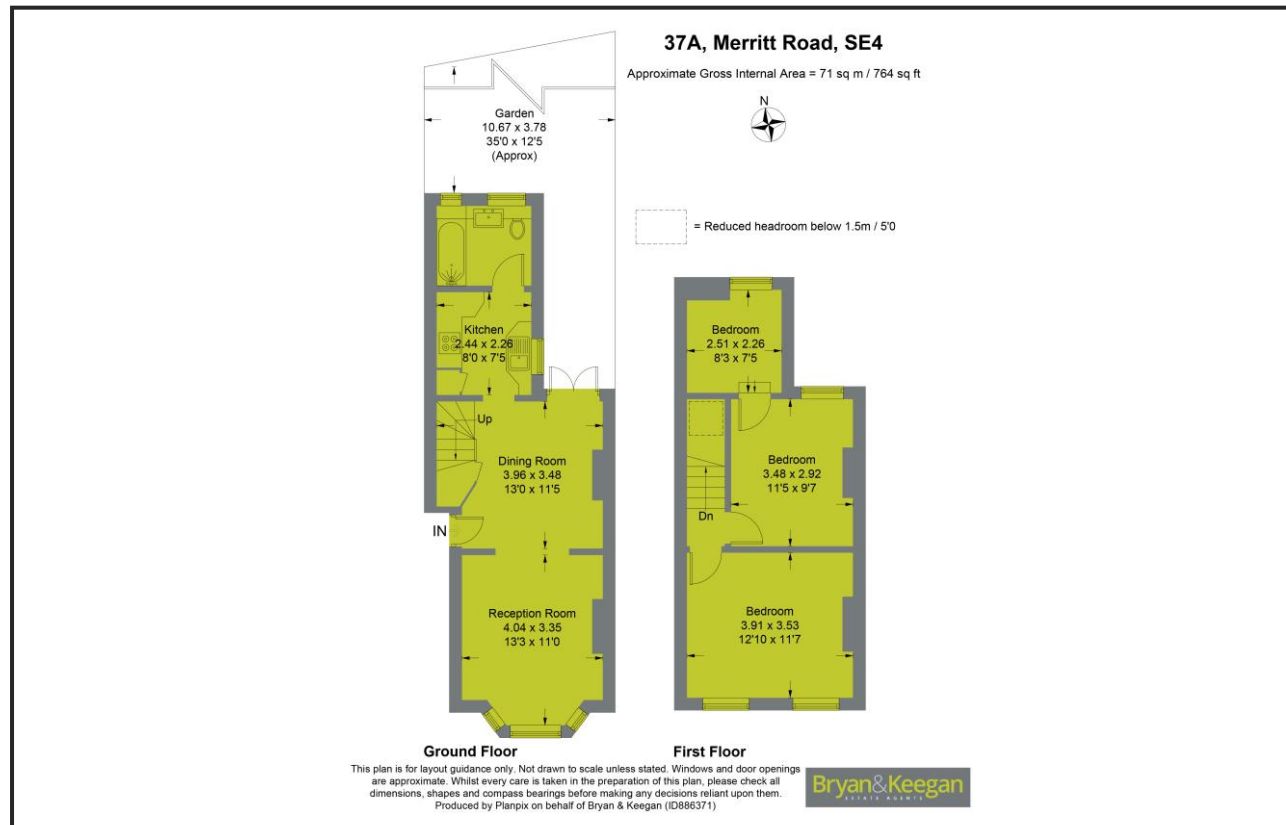 37A, Merritt Road, SE4
Approximate Gross Internal Area = 71 sq m / 764 sq ft
N
Garden
10.67 x 3.78
35'0 x 12'5
(Approx)
= Reduced headroom below 1.5m / 5'0
Kitchen
2.44 x 2.26
8'0 x 7'5
Up
Dining Room
3.96 x 3.48
13'0 x 11'5
IN
Reception Room
4.04 x 3.35
13'3 x 11'0
Bedroom
2.51 x 2.26
8'3 x 7'5
Bedroom
3.48 x 2.92
11'5 x 9'7
Dn
Bedroom
3.91 x 3.53
12'10 x 11'7
Ground Floor
First Floor
This plan is for layout guidance only. Not drawn to scale unless stated. Windows and door openings
are approximate. Whilst every care is taken in the preparation of this plan, please check all
dimensions, shapes and compass bearings before making any decisions reliant upon them.
Produced by Planpix on behalf of Bryan & Keegan (ID886371)
Bryan&Keegan
ESTATE AGENTS